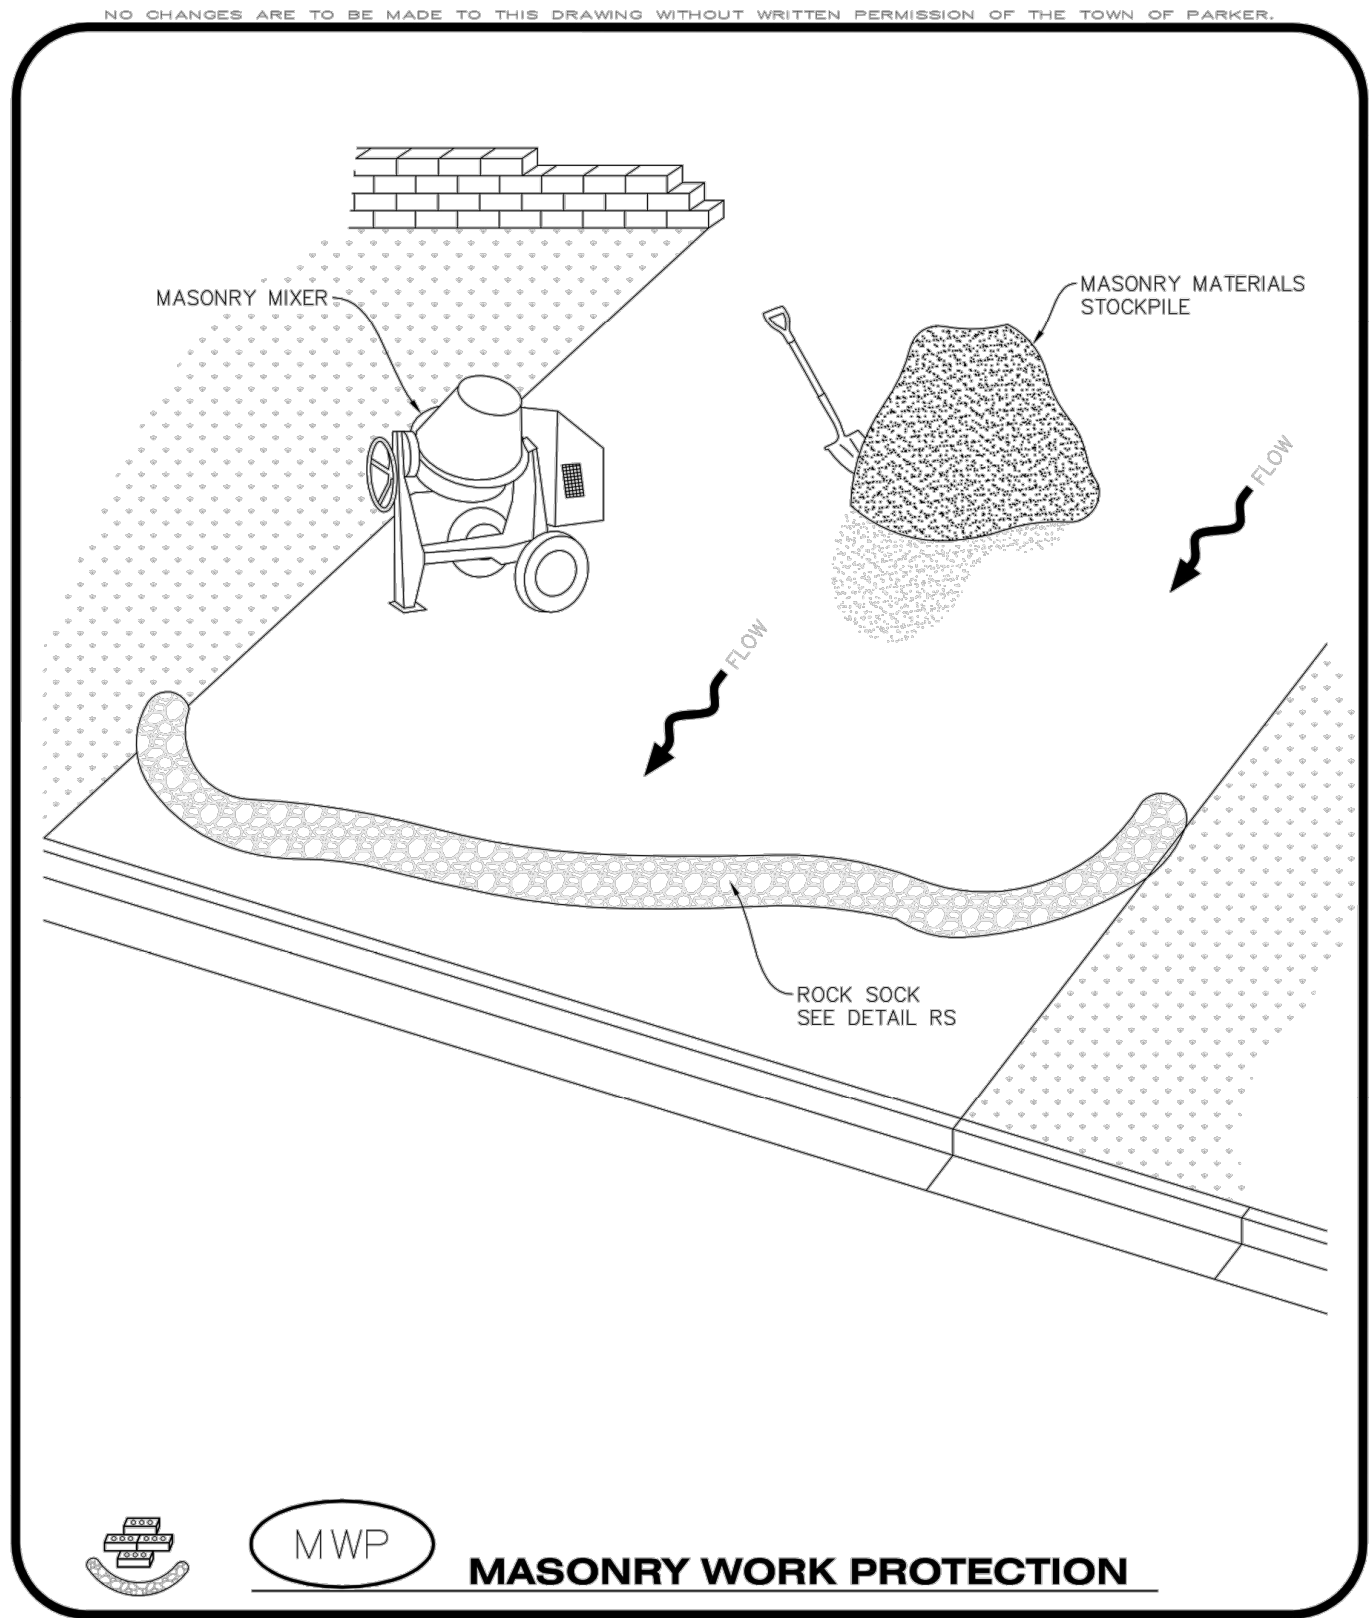 NO CHANGES ARE TO BE MADE TO THIS DRAWING WITHOUT WRITTEN PERMISSION OF THE TOWN OF PARKER.
MASONRY MIXER
MASONRY MATERIALS
STOCKPILE
FLOW
FLOW
ROCK SOCK
SEE DETAIL RS
MWP
MASONRY WORK PROTECTION